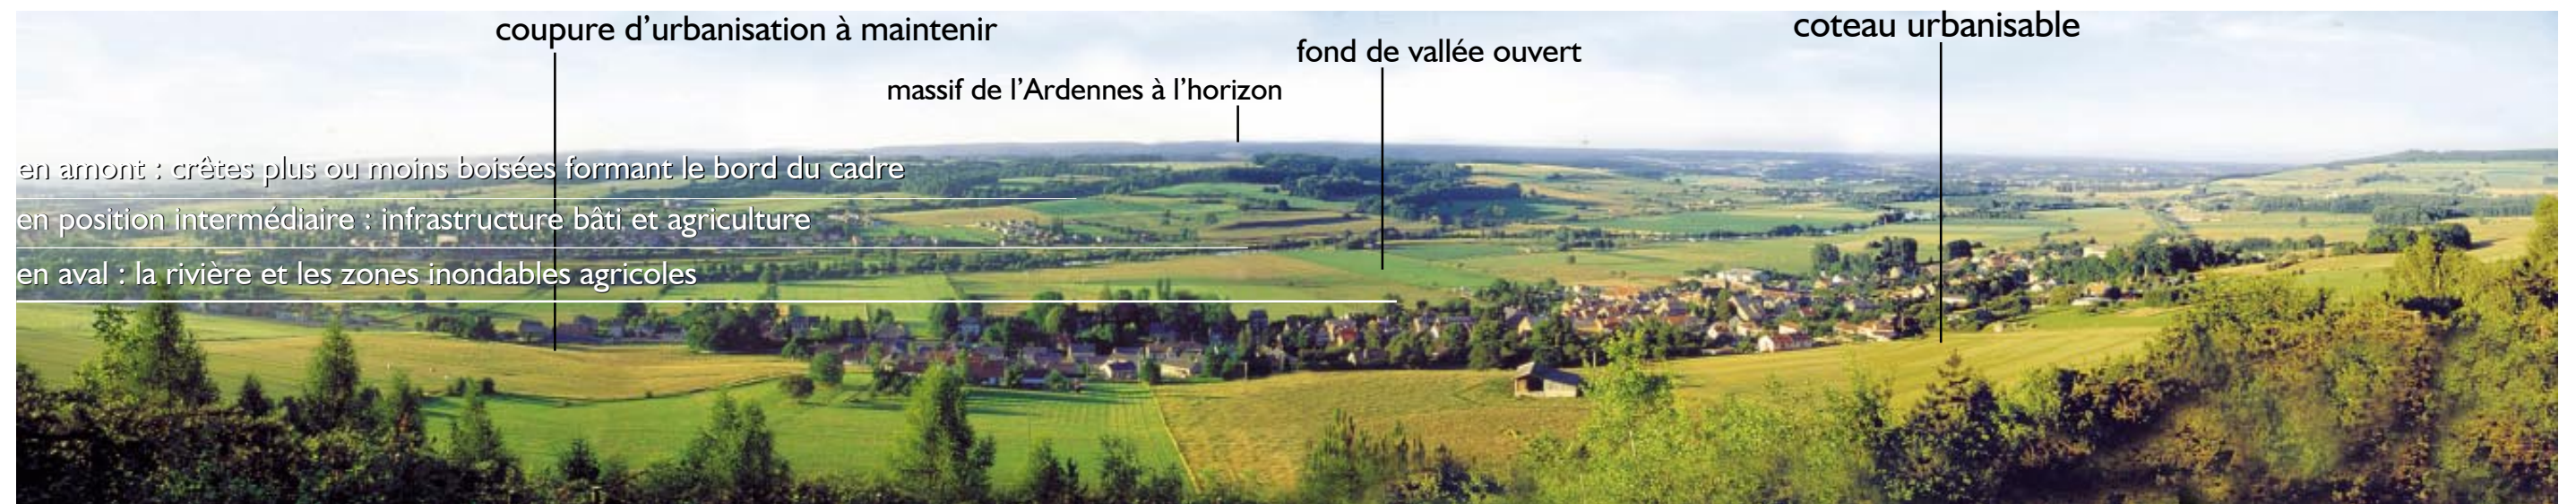 coupure d’urbanisation à maintenir
coteau urbanisable
fond de vallée ouvert
massif de l’Ardennes à l’horizon
en amont : crêtes plus ou moins boisées formant le bord du cadre
en position intermédiaire : infrastructure bâti et agriculture
en aval : la rivière et les zones inondables agricoles